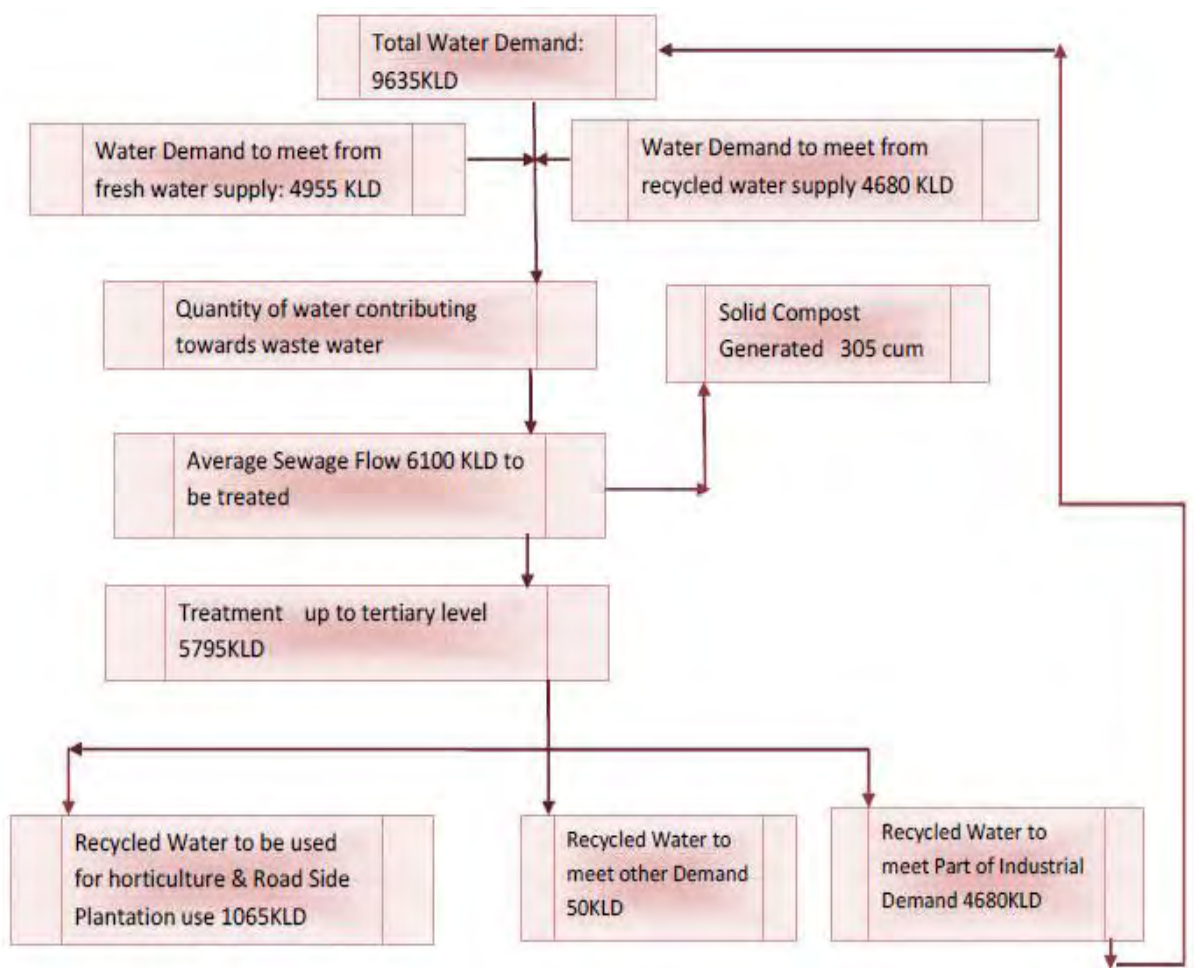 Total Water Demand:
9635KLD
Water Demand to meet from
fresh water supply: 4955 KLD
Water Demand to meet from
recycled water supply 4680 KLD
Quantity of water contributing
towards waste water
Solid Compost
Generated 305 cum
Average Sewage Flow 6100 KLD to
be treated
Treatment up to tertiary level
5795KLD
Recycled Water to be used
for horticulture & Road Side
Plantation use 1065KLD
Recycled Water to
meet other Demand
50KLD
Recycled Water to
meet Part of Industrial
Demand 4680KLD